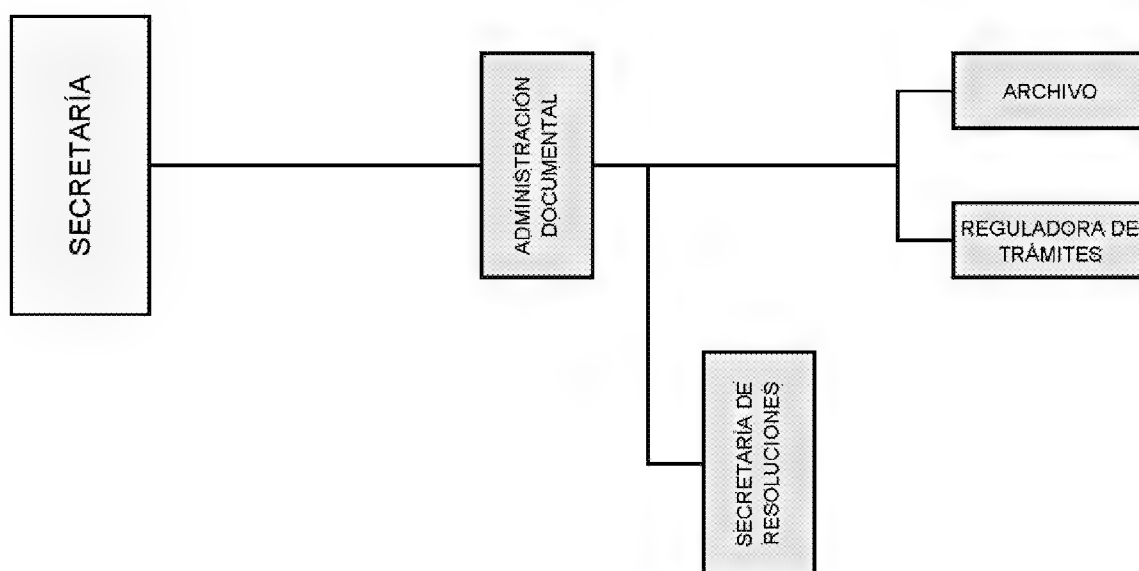 SECRETARÍA
ADMINISTRACIÓN
DOCUMENTAL
ARCHIVO
REGULADORA DE
TRÁMITES
SECRETARÍA DE
RESOLUCIONES